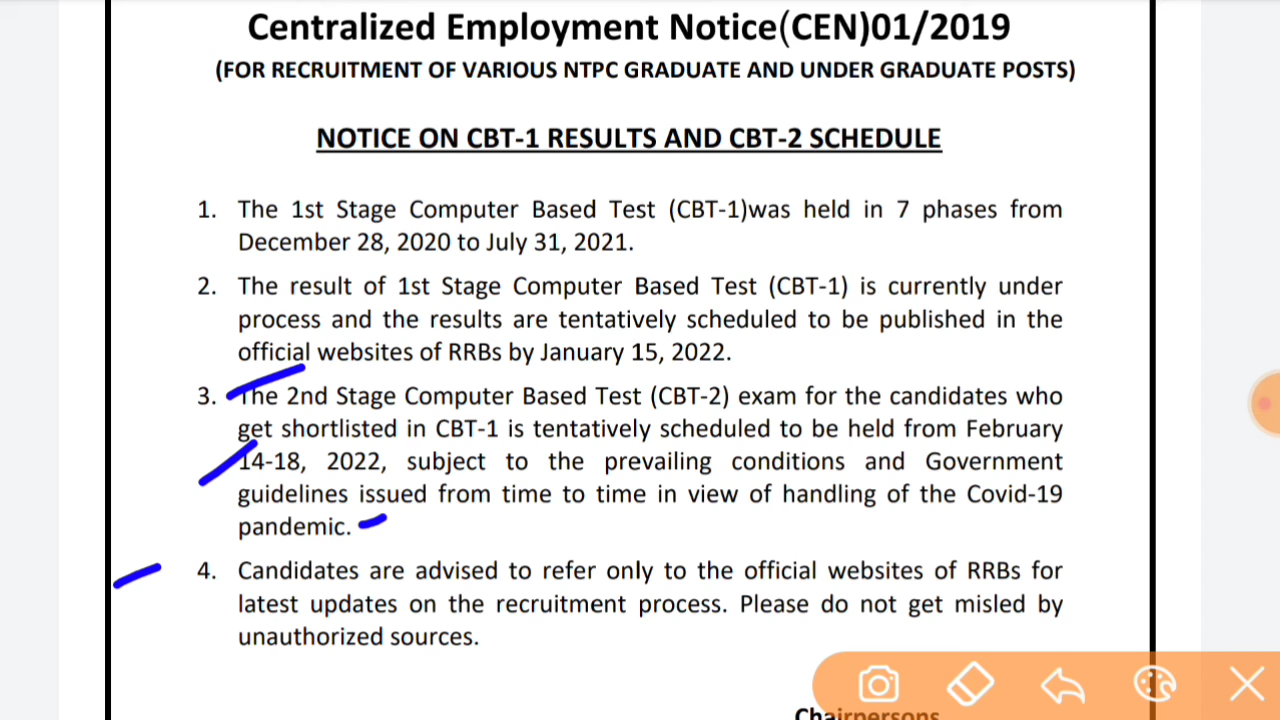 Centralized Employment Notice(CEN)01/2019
(FOR RECRUITMENT OF VARIOUS NTPC GRADUATE AND UNDER GRADUATE POSTS)
NOTICE ON CBT-1 RESULTS AND CBT-2 SCHEDULE
1. The 1st Stage Computer Based Test (CBT-1)was held in 7 phases from
December 28, 2020 to July 31, 2021.
2. The result of 1st Stage Computer Based Test (CBT-1) is currently under
process and the results are tentatively scheduled to be published in the
official websites of RRBs by January 15, 2022.
3. The 2nd Stage Computer Based Test (CBT-2) exam for the candidates who
get shortlisted in CBT-1 is tentatively scheduled to be held from February
14-18, 2022, subject to the prevailing conditions and Government
guidelines issued from time to time in view of handling of the Covid-19
pandemic.
4. Candidates are advised to refer only to the official websites of RRBs for
latest updates on the recruitment process. Please do not get misled by
unauthorized sources.
Chairpersons